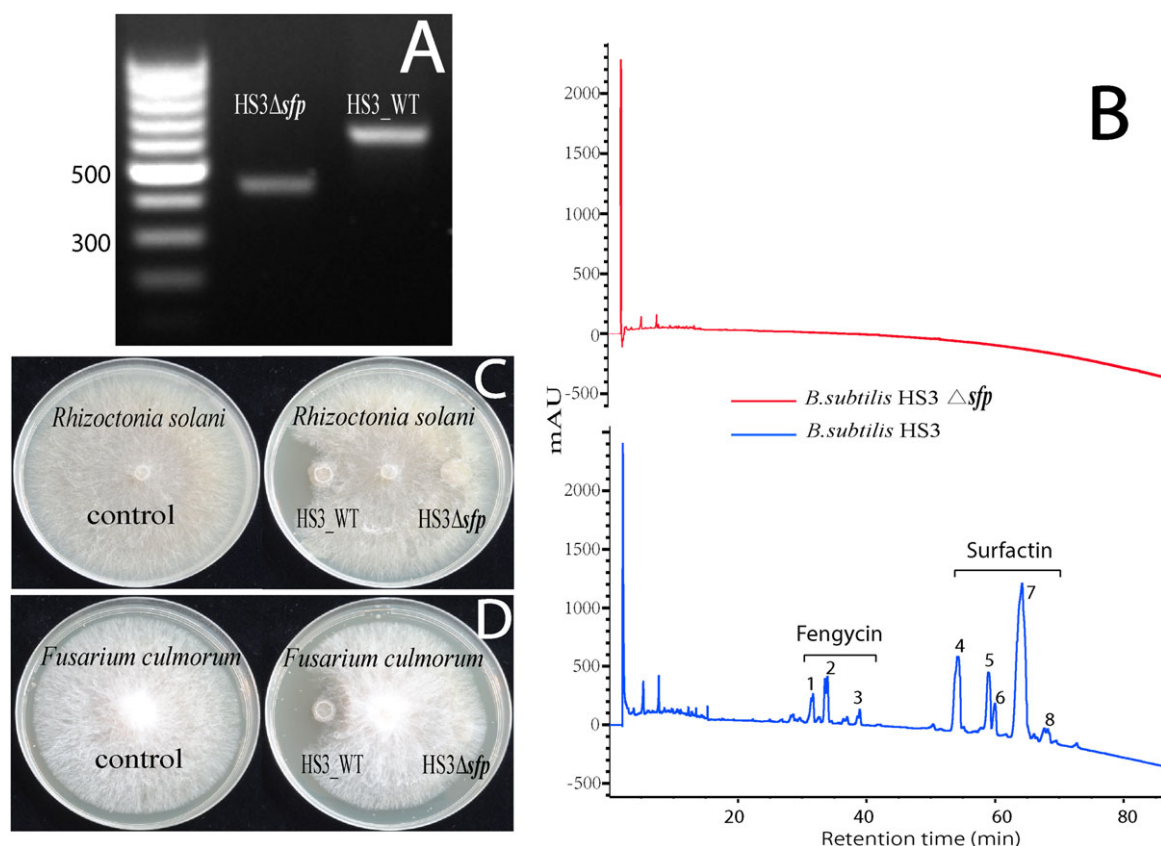 A
HS3Δsfp HS3_WT
500
300
B
2000
1500
1000
500
0
-500
mAU
B.subtilis HS3 △sfp
B.subtilis HS3
2000
1500
1000
500
0
-500
Surfactin
Fengycin
1 2 3 4 5 6 7 8
20 40 60 80
Retention time (min)
C
Rhizoctonia solani
control
Rhizoctonia solani
HS3_WT HS3Δsfp
D
Fusarium culmorum
control
Fusarium culmorum
HS3_WT HS3Δsfp